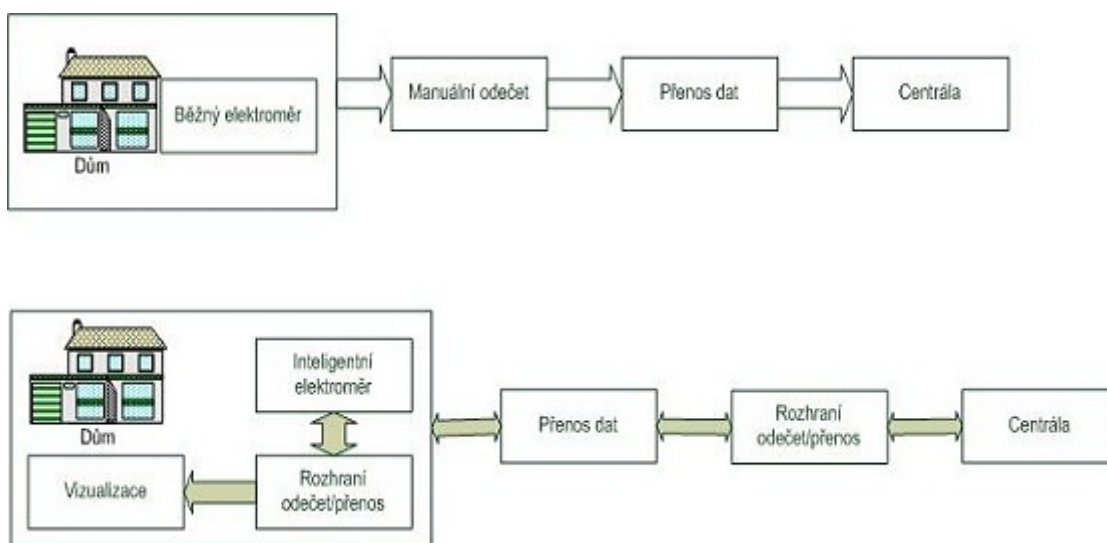 Běžný elektroměr
Dům
Manuální odečet
Přenos dat
Centrála
Dům
Inteligentní
elektroměr
Vizualizace
Rozhraní
odečet/přenos
Přenos dat
Rozhraní
odečet/přenos
Centrála